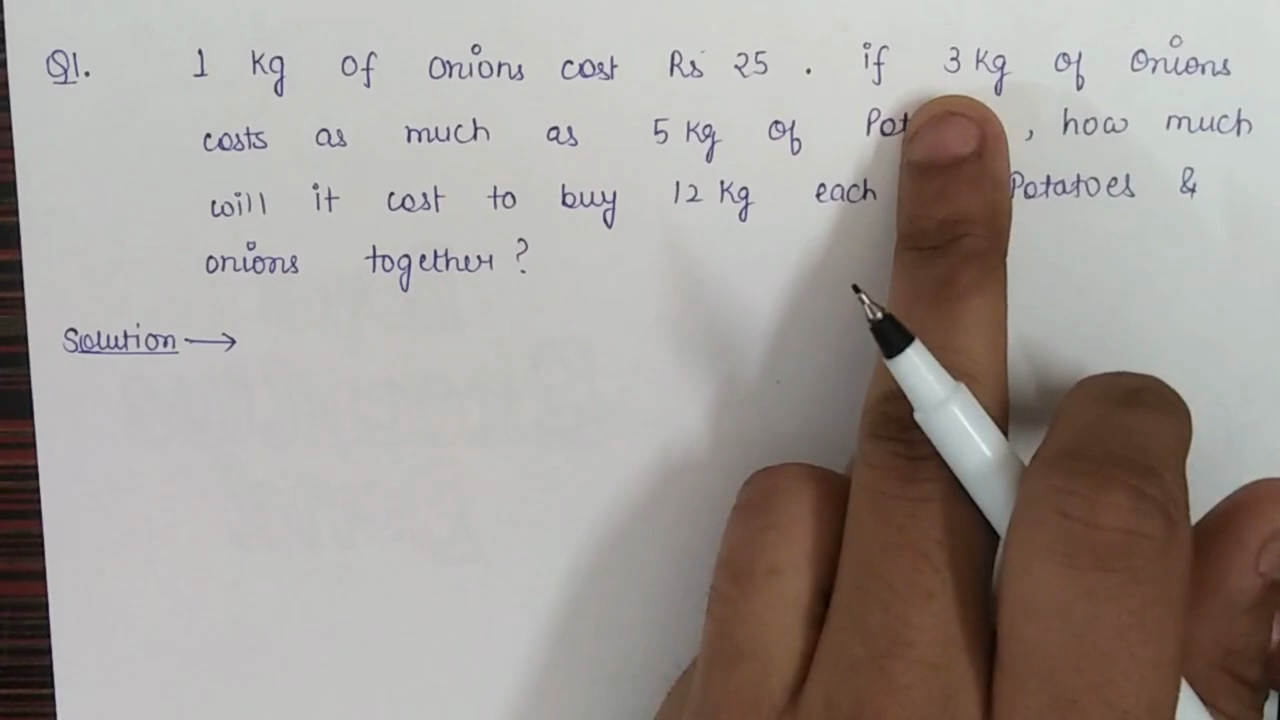 Q1. 1 Kg of onions cost Rs 25. if 3 Kg of Onions
costs as much as 5 Kg of Pot , how much
will it cost to buy 12 Kg each Potatoes &
onions together?
Solution →